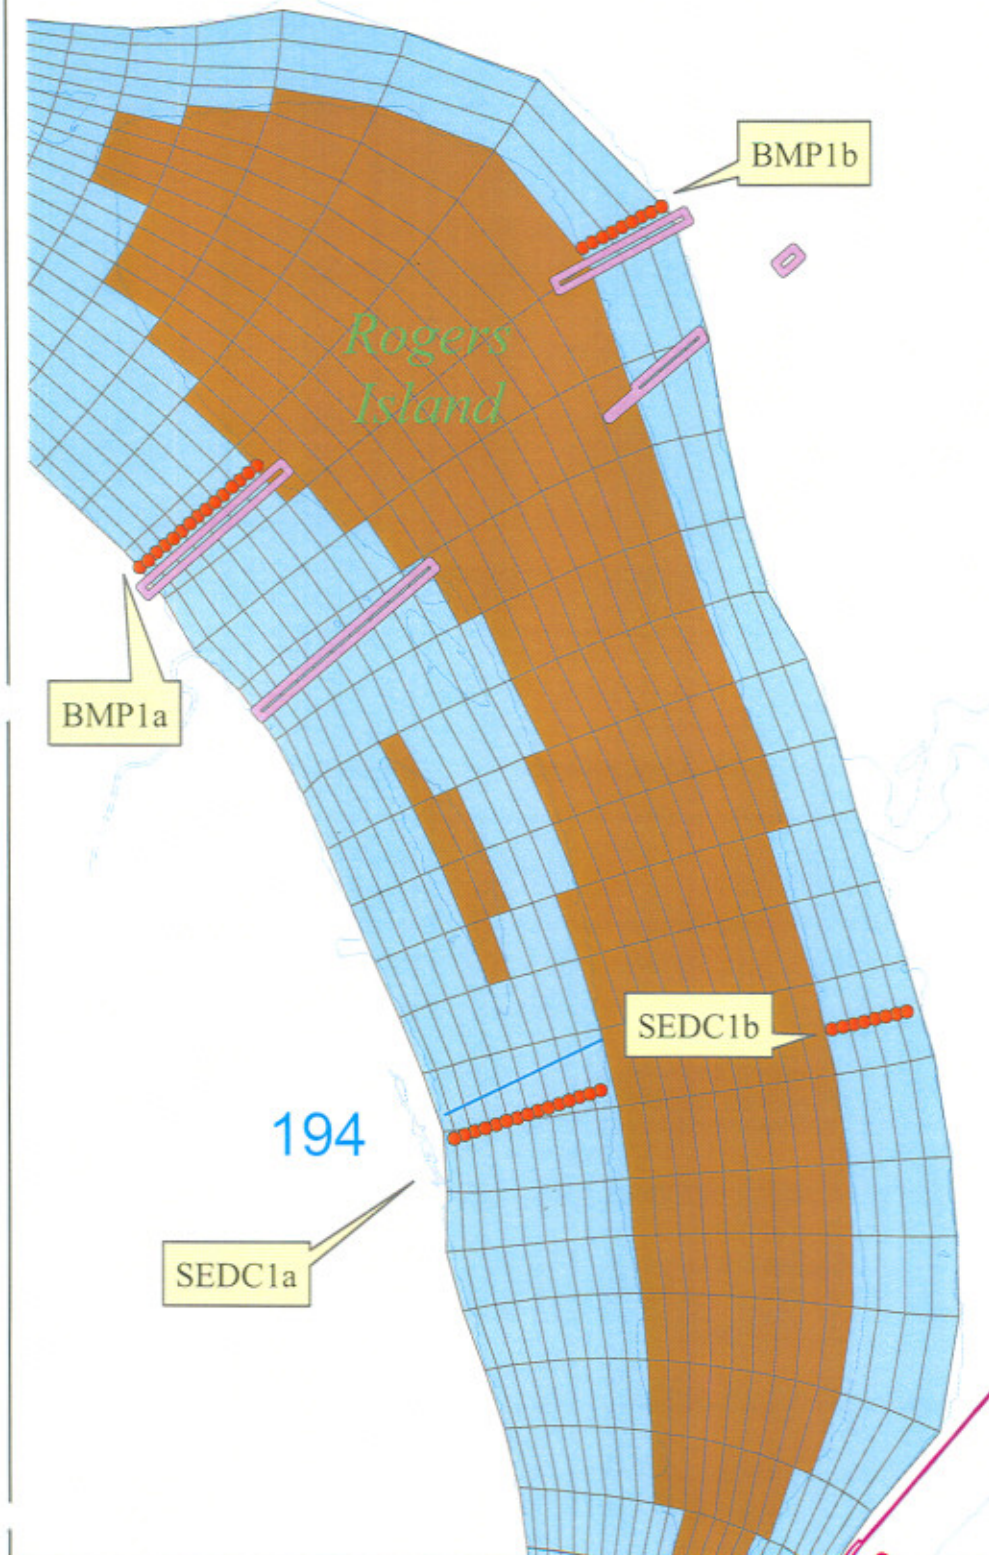 BMP1b
Rogers
Island
BMP1a
SEDC1b
194
SEDC1a